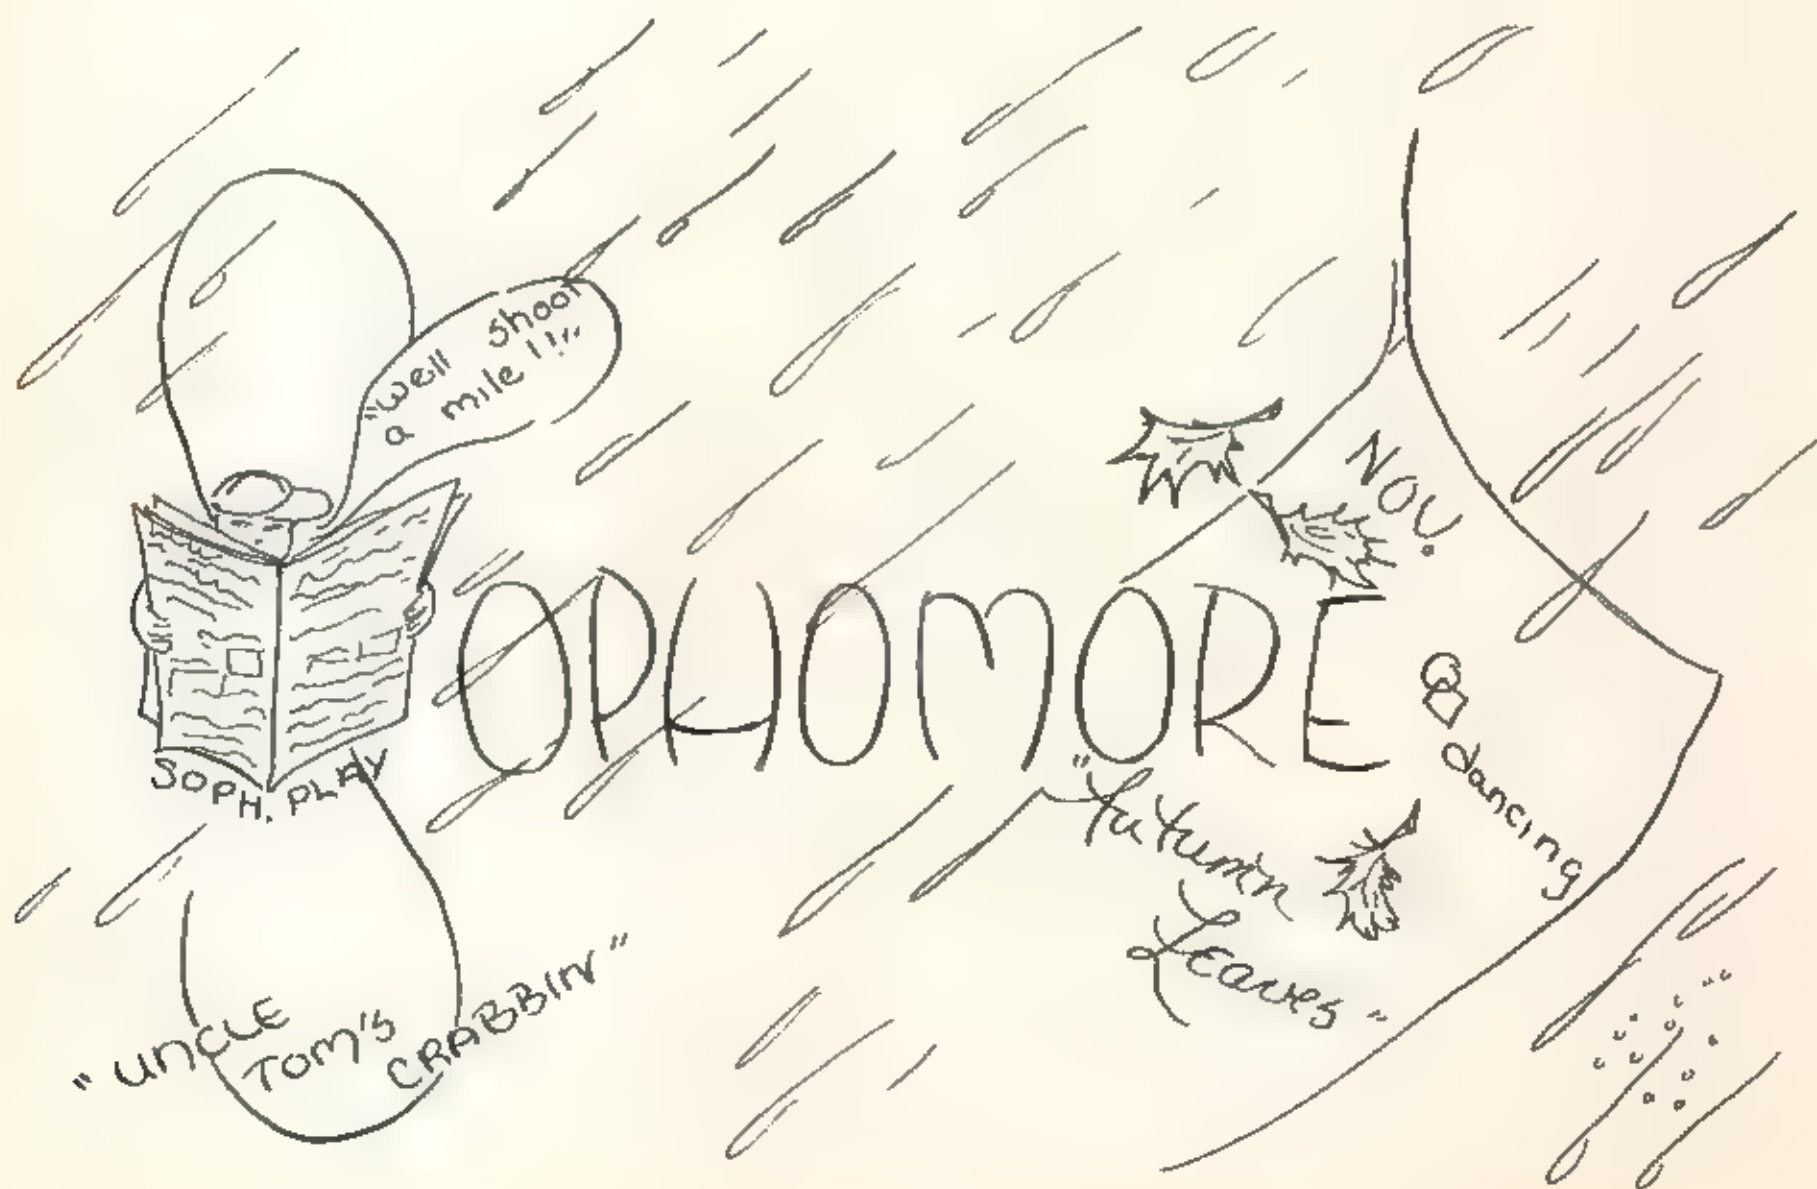 "Well shoot
a mile!!"
NOV.
OPHOMORE
dancing
SOPH. PLAY
"Autumn
Leaves"
"UNCLE
TOM'S
CRABBIN"